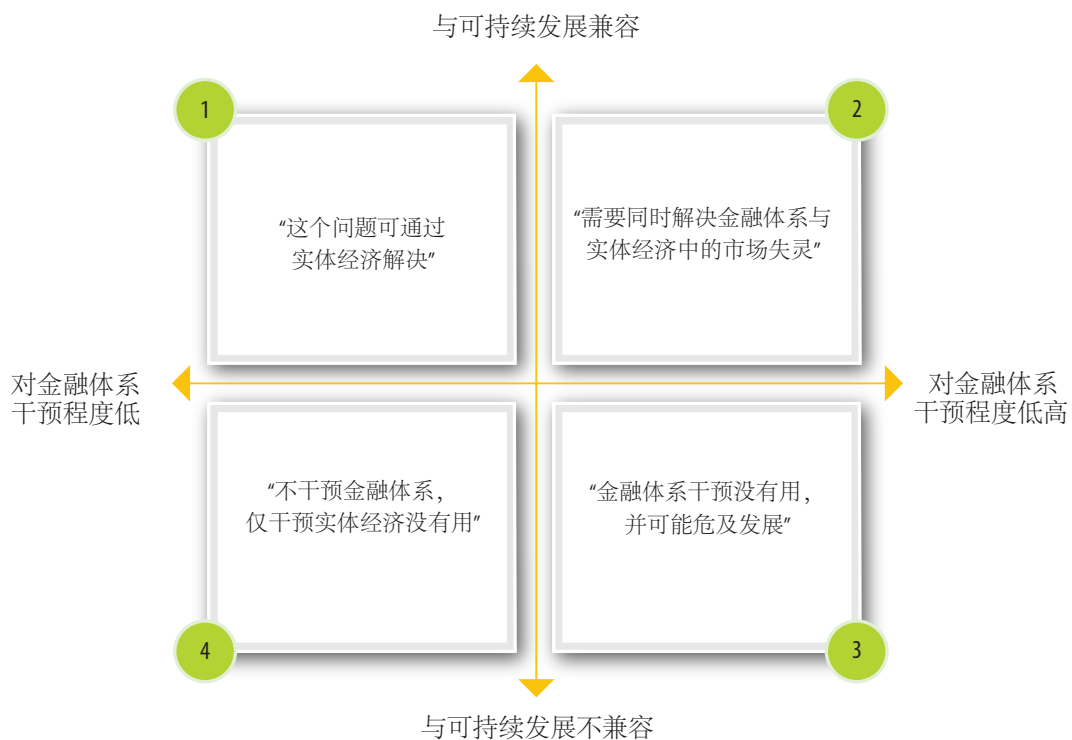 与可持续发展兼容
1
2
“这个问题可通过
实体经济解决”
“需要同时解决金融体系与
实体经济中的市场失灵”
对金融体系
干预程度低
对金融体系
干预程度低高
“不干预金融体系，
仅干预实体经济没有用”
“金融体系干预没有用，
并可能危及发展”
4
3
与可持续发展不兼容